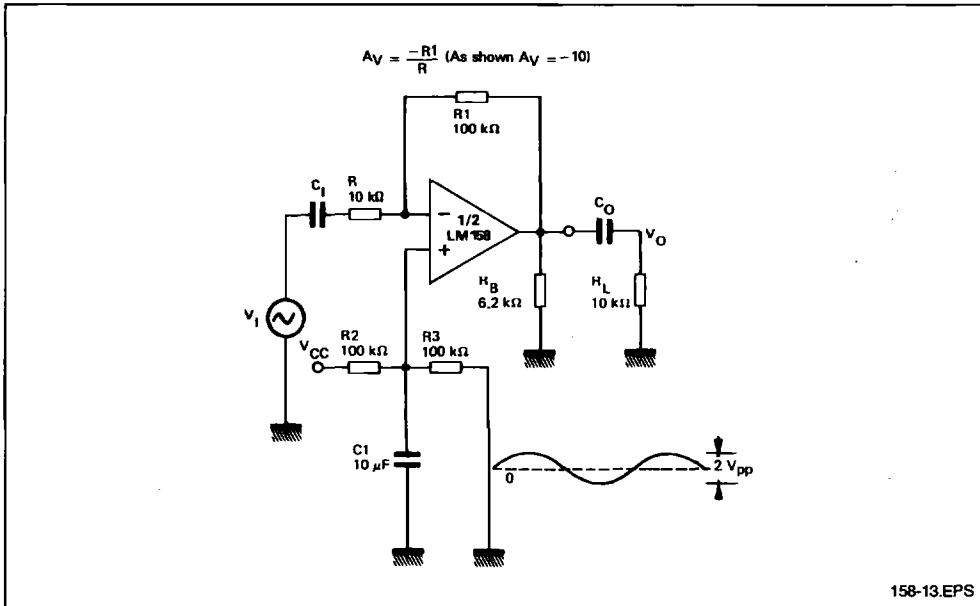 AV = −R1/R (As shown AV = −10)
R1
100 kΩ
CI
R
10 kΩ
−
1/2
LM158
+
CO
VO
RB
6.2 kΩ
RL
10 kΩ
VI
VCC
R2
100 kΩ
R3
100 kΩ
C1
10 μF
0
2 Vpp
158-13.EPS